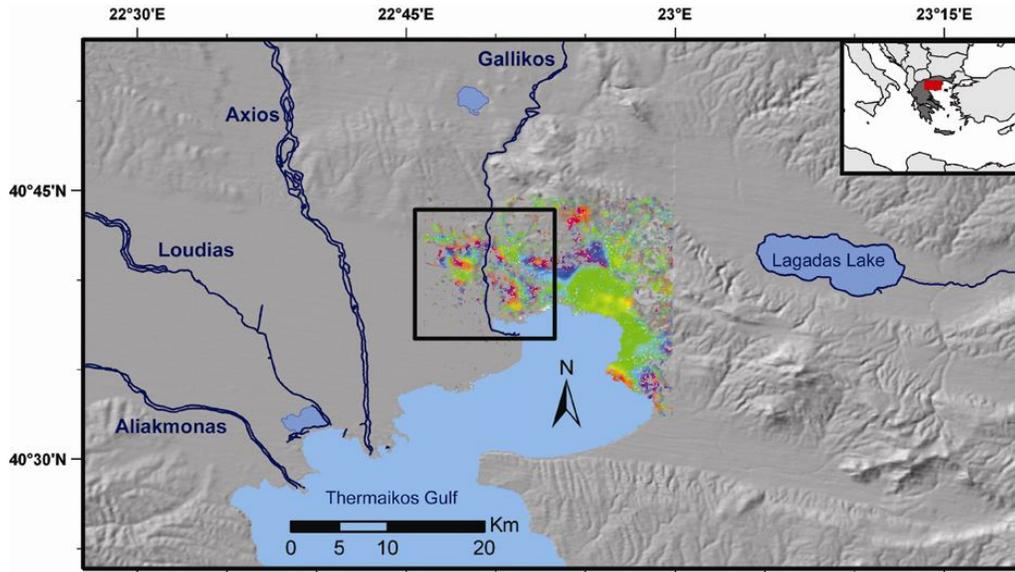 22°30'E
22°45'E
23°E
23°15'E
Gallikos
Axios
40°45'N
Loudias
Lagadas Lake
N
Aliakmonas
40°30'N
Thermaikos Gulf
Km
0 5 10 20